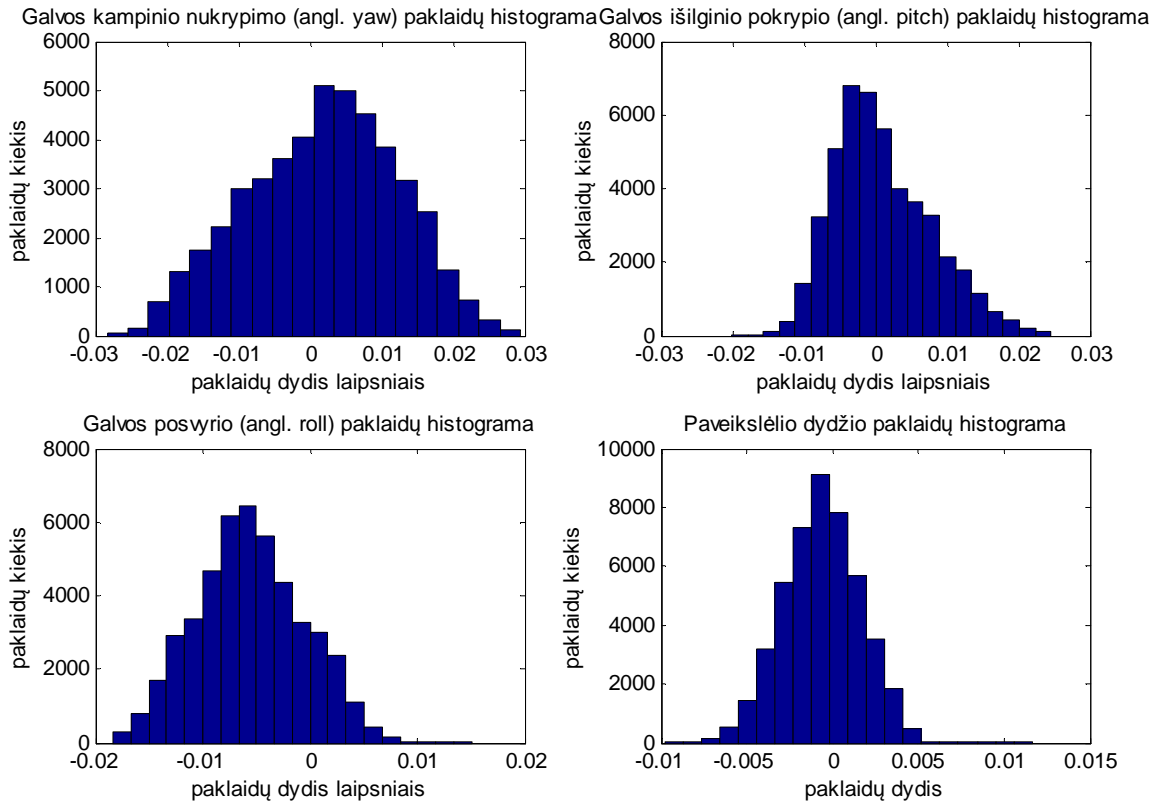 Galvos kampinio nukrypimo (angl. yaw) paklaidų histograma
6000
5000
4000
3000
2000
1000
0
paklaidų kiekis
-0.03 -0.02 -0.01 0 0.01 0.02 0.03
paklaidų dydis laipsniais
Galvos išilginio pokrypio (angl. pitch) paklaidų histograma
8000
6000
4000
2000
0
paklaidų kiekis
-0.03 -0.02 -0.01 0 0.01 0.02 0.03
paklaidų dydis laipsniais
Galvos posvyrio (angl. roll) paklaidų histograma
8000
6000
4000
2000
0
paklaidų kiekis
-0.02 -0.01 0 0.01 0.02
paklaidų dydis laipsniais
Paveikslėlio dydžio paklaidų histograma
10000
8000
6000
4000
2000
0
paklaidų kiekis
-0.01 -0.005 0 0.005 0.01 0.015
paklaidų dydis